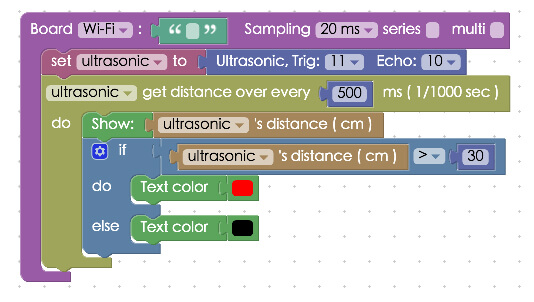 Board Wi-Fi : “ ” Sampling 20 ms series multi
set ultrasonic to Ultrasonic, Trig: 11 Echo: 10
ultrasonic get distance over every 500 ms ( 1/1000 sec )
do Show: ultrasonic 's distance ( cm )
if ultrasonic 's distance ( cm ) > 30
do Text color
else Text color